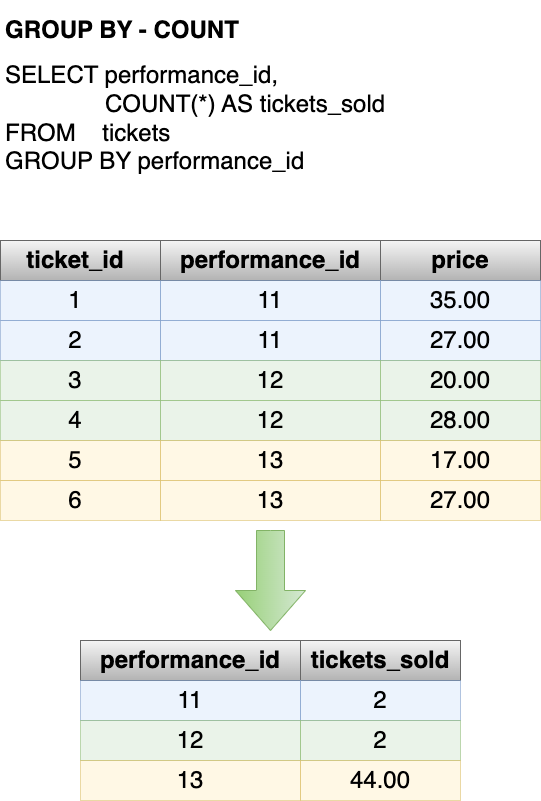 GROUP BY - COUNT
SELECT performance_id,
COUNT(*) AS tickets_sold
FROM tickets
GROUP BY performance_id
ticket_id performance_id price
1 11 35.00
2 11 27.00
3 12 20.00
4 12 28.00
5 13 17.00
6 13 27.00
performance_id tickets_sold
11 2
12 2
13 44.00